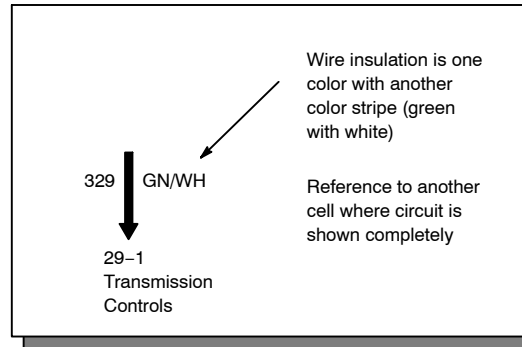 Wire insulation is one
color with another
color stripe (green
with white)
329 GN/WH
Reference to another
cell where circuit is
shown completely
29−1
Transmission
Controls